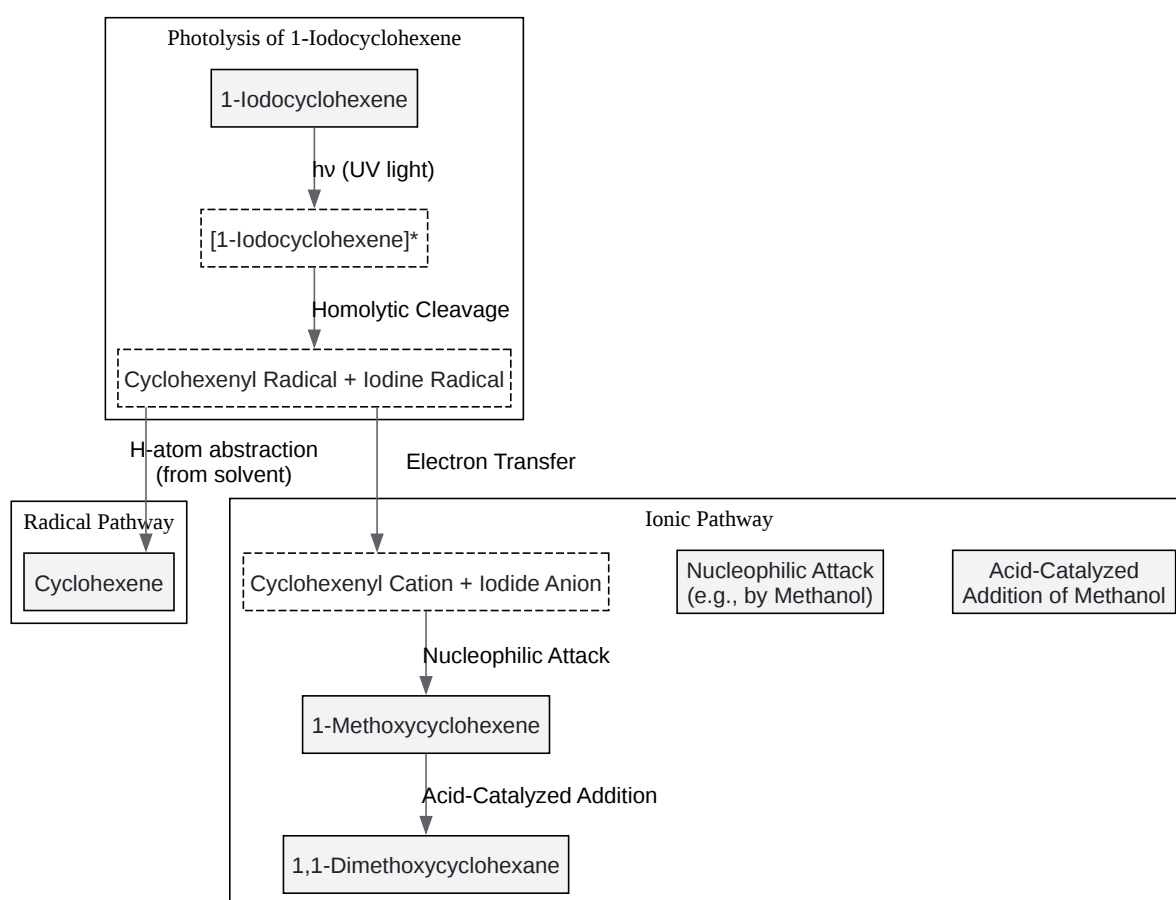 Photolysis of 1-Iodocyclohexene
1-Iodocyclohexene
hν (UV light)
[1-Iodocyclohexene]*
Homolytic Cleavage
Cyclohexenyl Radical + Iodine Radical
H-atom abstraction
(from solvent)
Electron Transfer
Radical Pathway
Cyclohexene
Ionic Pathway
Cyclohexenyl Cation + Iodide Anion
Nucleophilic Attack
(e.g., by Methanol)
Acid-Catalyzed
Addition of Methanol
Nucleophilic Attack
1-Methoxycyclohexene
Acid-Catalyzed Addition
1,1-Dimethoxycyclohexane